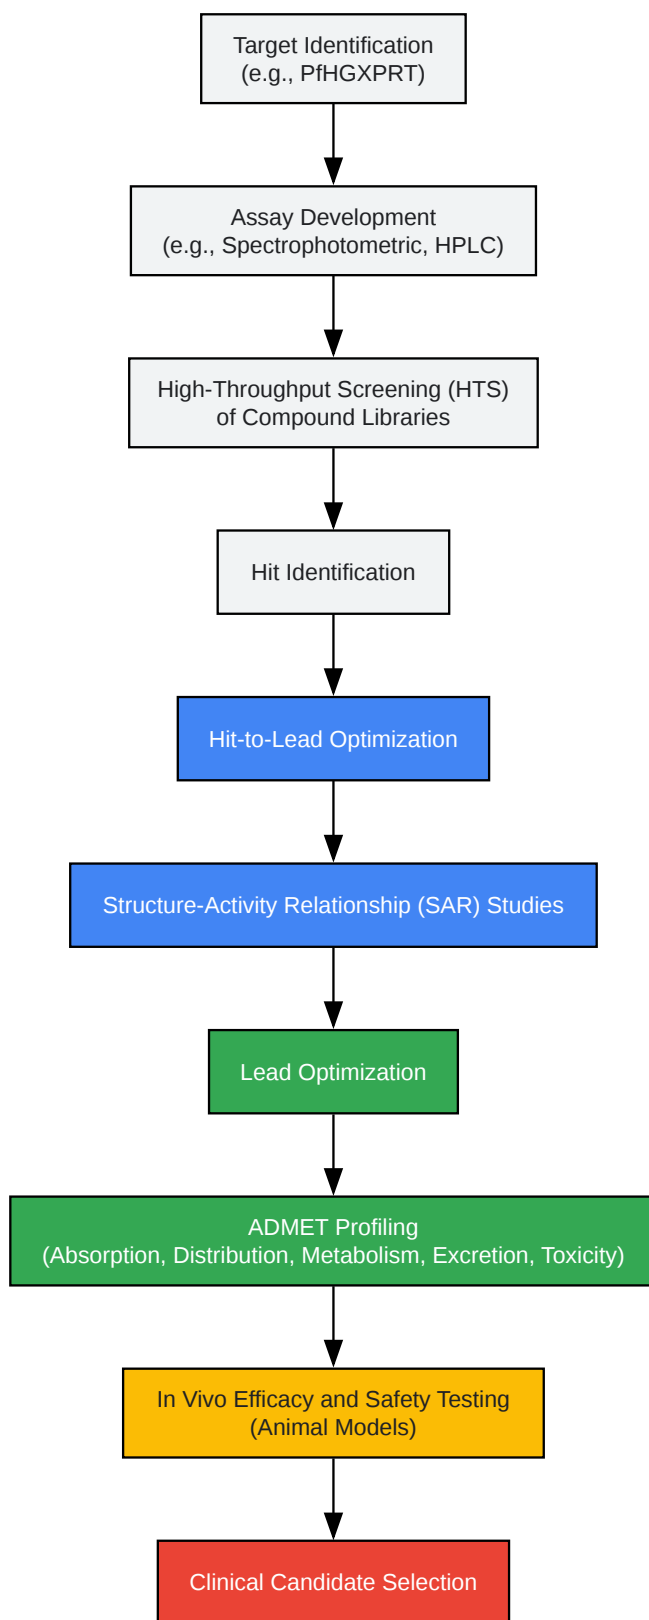 Target Identification
(e.g., PfHGXPRT)
Assay Development
(e.g., Spectrophotometric, HPLC)
High-Throughput Screening (HTS)
of Compound Libraries
Hit Identification
Hit-to-Lead Optimization
Structure-Activity Relationship (SAR) Studies
Lead Optimization
ADMET Profiling
(Absorption, Distribution, Metabolism, Excretion, Toxicity)
In Vivo Efficacy and Safety Testing
(Animal Models)
Clinical Candidate Selection